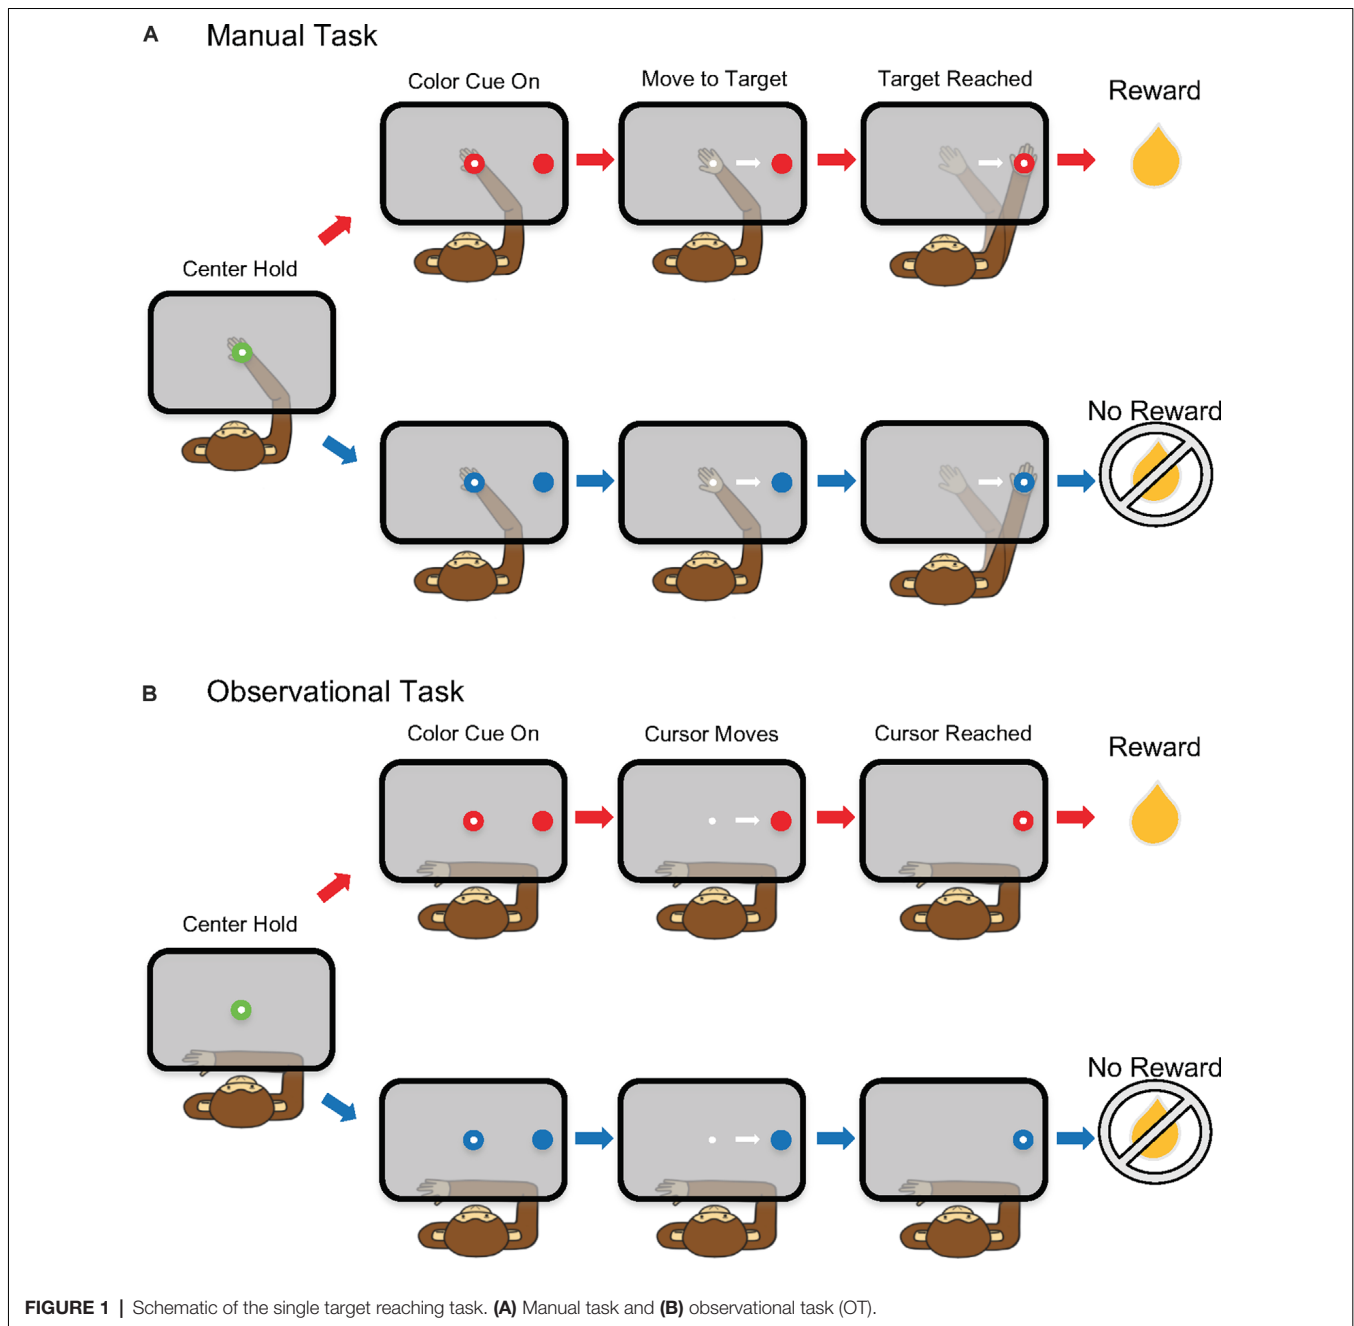 A Manual Task
Color Cue On
Move to Target
Target Reached
Reward
Center Hold
No Reward
B Observational Task
Color Cue On
Cursor Moves
Cursor Reached
Reward
Center Hold
No Reward
FIGURE 1 | Schematic of the single target reaching task. (A) Manual task and (B) observational task (OT).